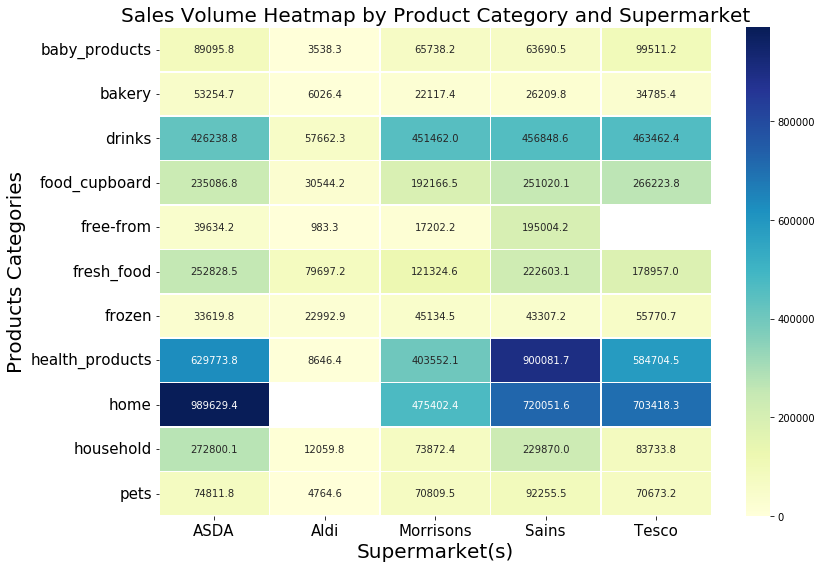 Sales Volume Heatmap by Product Category and Supermarket
Products Categories
baby_products 89095.8 3538.3 65738.2 63690.5 99511.2
bakery 53254.7 6026.4 22117.4 26209.8 34785.4
drinks 426238.8 57662.3 451462.0 456848.6 463462.4
food_cupboard 235086.8 30544.2 192166.5 251020.1 266223.8
free-from 39634.2 983.3 17202.2 195004.2
fresh_food 252828.5 79697.2 121324.6 222603.1 178957.0
frozen 33619.8 22992.9 45134.5 43307.2 55770.7
health_products 629773.8 8646.4 403552.1 900081.7 584704.5
home 989629.4 475402.4 720051.6 703418.3
household 272800.1 12059.8 73872.4 229870.0 83733.8
pets 74811.8 4764.6 70809.5 92255.5 70673.2
ASDA Aldi Morrisons Sains Tesco
Supermarket(s)
800000
600000
400000
200000
0